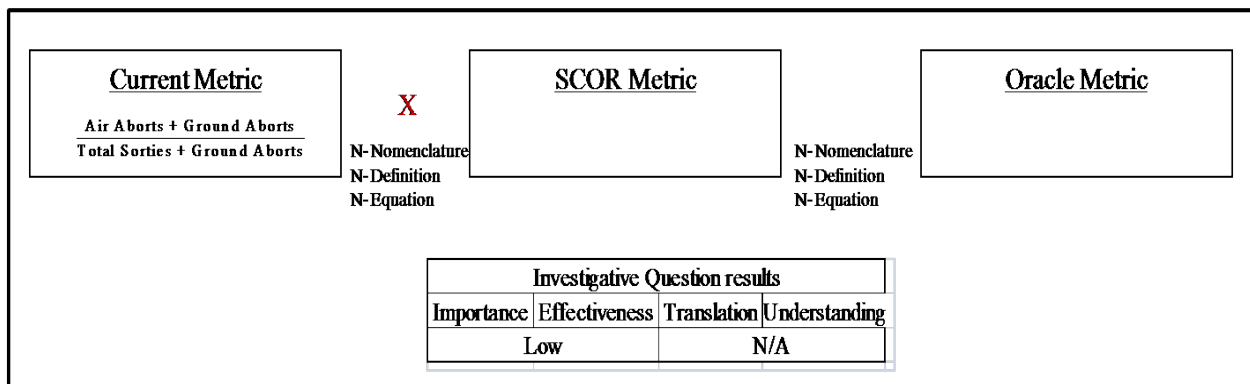 Current Metric
Air Aborts + Ground Aborts
Total Sorties + Ground Aborts
X
N-Nomenclature
N-Definition
N-Equation
SCOR Metric
N-Nomenclature
N-Definition
N-Equation
Oracle Metric
Investigative Question results
Importance Effectiveness Translation Understanding
Low N/A